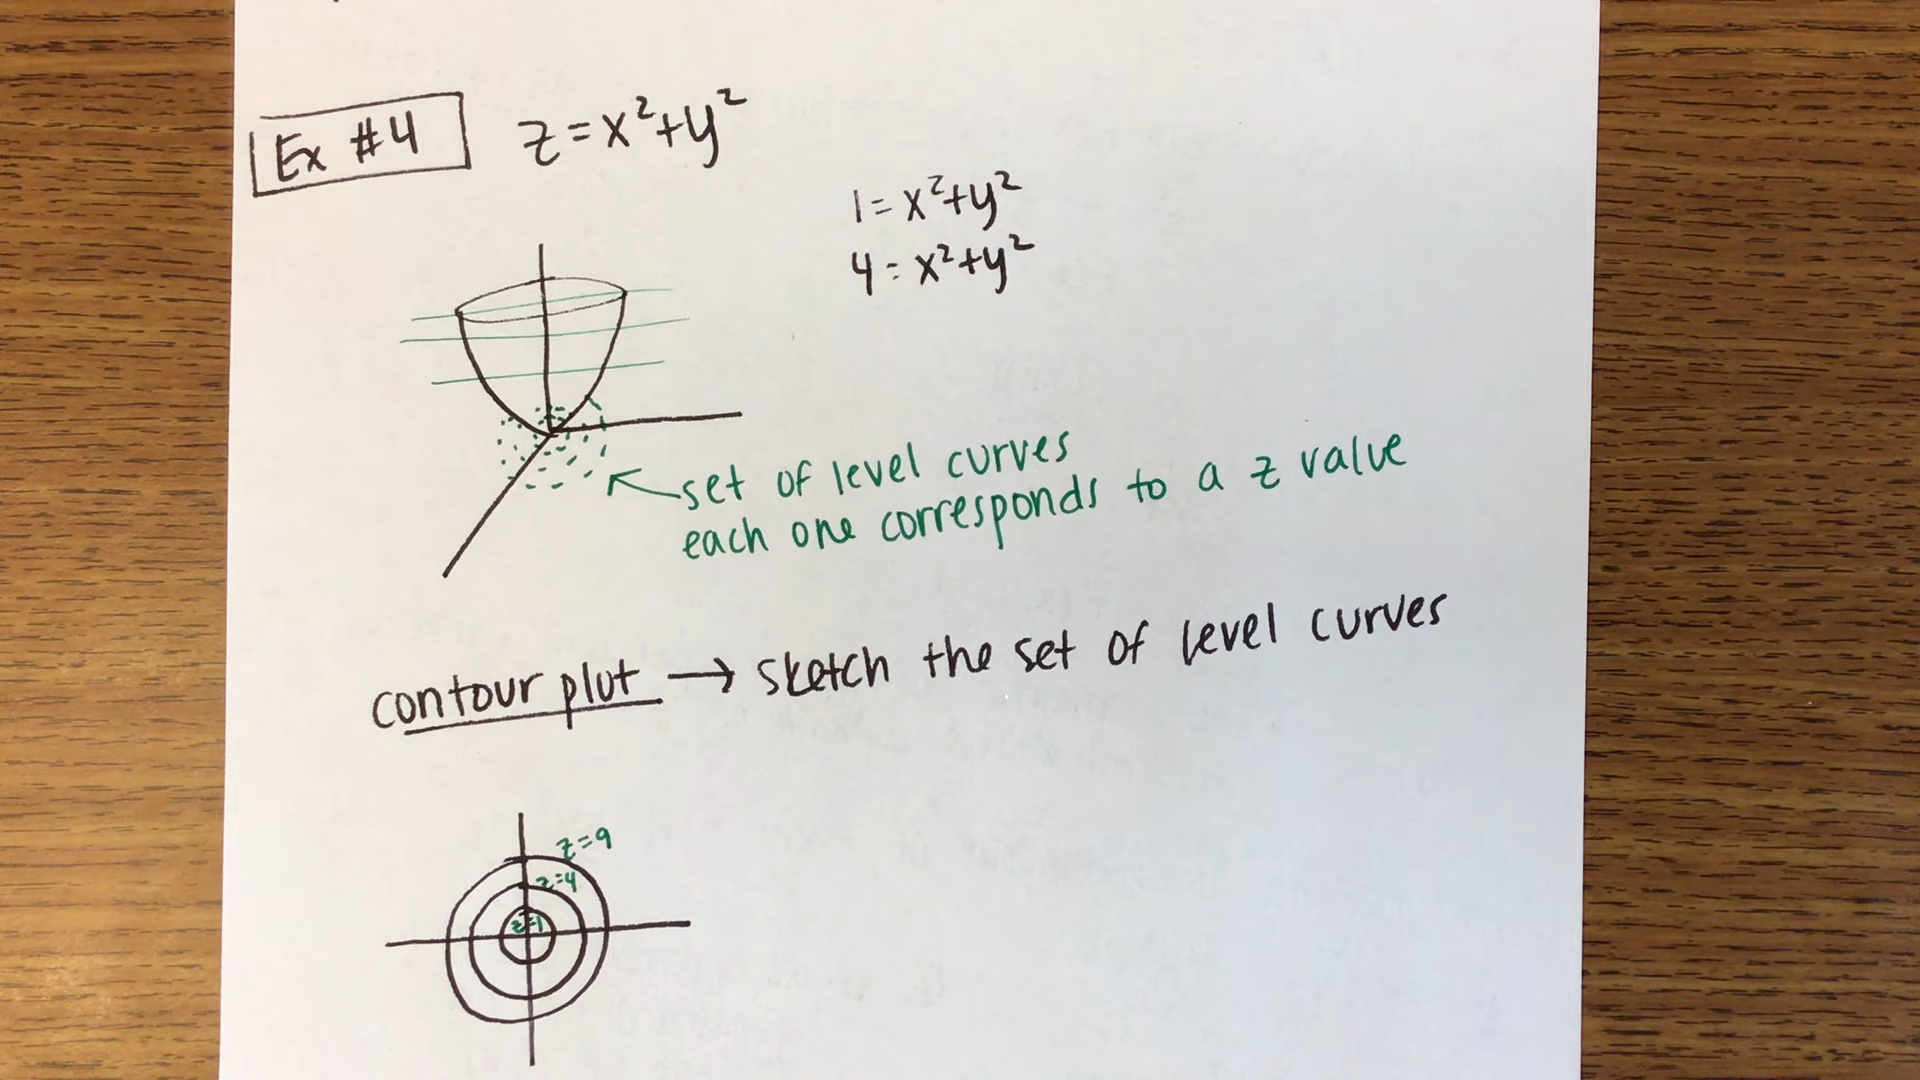 Ex #4
z = x²+y²
1 = x²+y²
4 = x²+y²
set of level curves
each one corresponds to a z value
contour plot → sketch the set of level curves
z=9
z=4
z=1